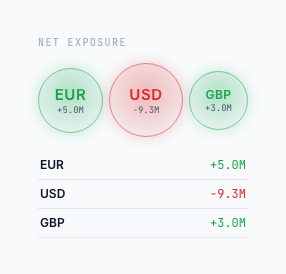 NET EXPOSURE
EUR
+5.0M
USD
-9.3M
GBP
+3.0M
EUR +5.0M
USD -9.3M
GBP +3.0M